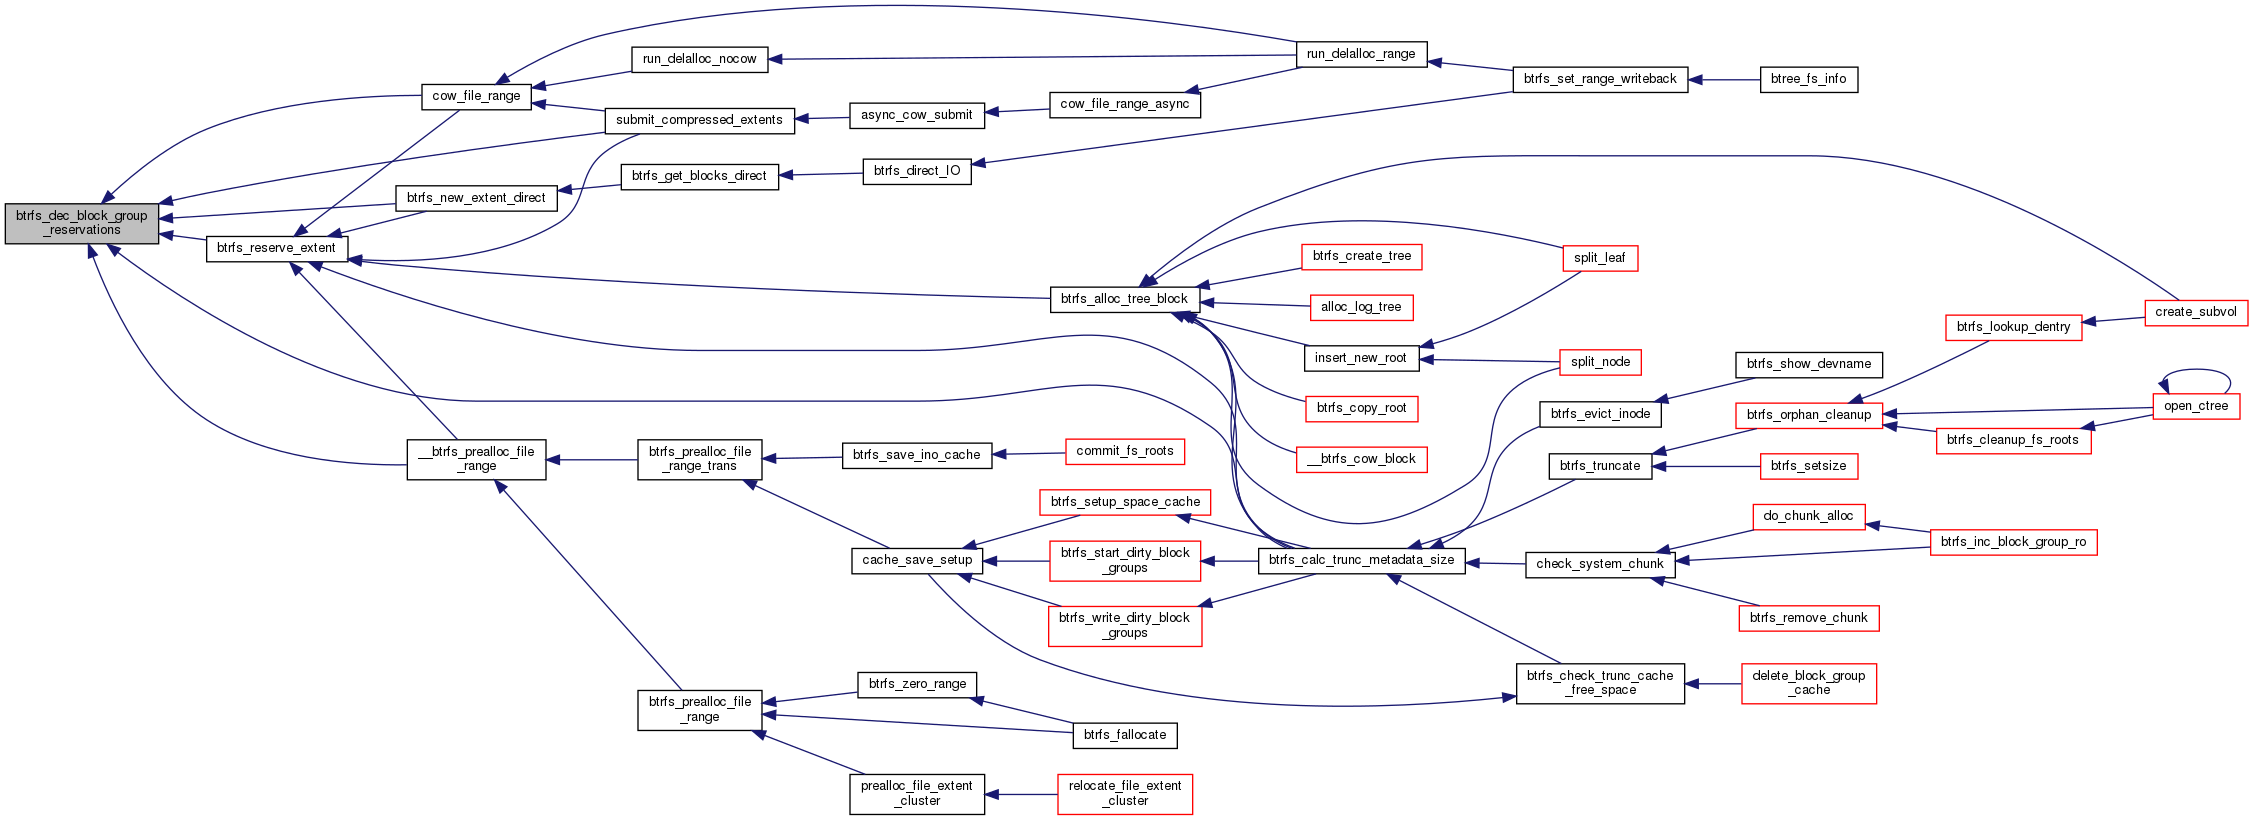 run_delalloc_range
run_delalloc_nocow
btrfs_set_range_writeback
btree_fs_info
cow_file_range
cow_file_range_async
submit_compressed_extents
async_cow_submit
btrfs_get_blocks_direct
btrfs_direct_IO
btrfs_new_extent_direct
btrfs_dec_block_group
_reservations
btrfs_reserve_extent
btrfs_create_tree
split_leaf
btrfs_alloc_tree_block
alloc_log_tree
create_subvol
btrfs_lookup_dentry
insert_new_root
split_node
btrfs_show_devname
btrfs_copy_root
btrfs_evict_inode
btrfs_orphan_cleanup
open_ctree
btrfs_cleanup_fs_roots
__btrfs_prealloc_file
_range
btrfs_prealloc_file
_range_trans
btrfs_save_ino_cache
commit_fs_roots
__btrfs_cow_block
btrfs_truncate
btrfs_setsize
btrfs_setup_space_cache
do_chunk_alloc
btrfs_inc_block_group_ro
cache_save_setup
btrfs_start_dirty_block
_groups
btrfs_calc_trunc_metadata_size
check_system_chunk
btrfs_write_dirty_block
_groups
btrfs_remove_chunk
btrfs_check_trunc_cache
_free_space
delete_block_group
_cache
btrfs_prealloc_file
_range
btrfs_zero_range
btrfs_fallocate
prealloc_file_extent
_cluster
relocate_file_extent
_cluster